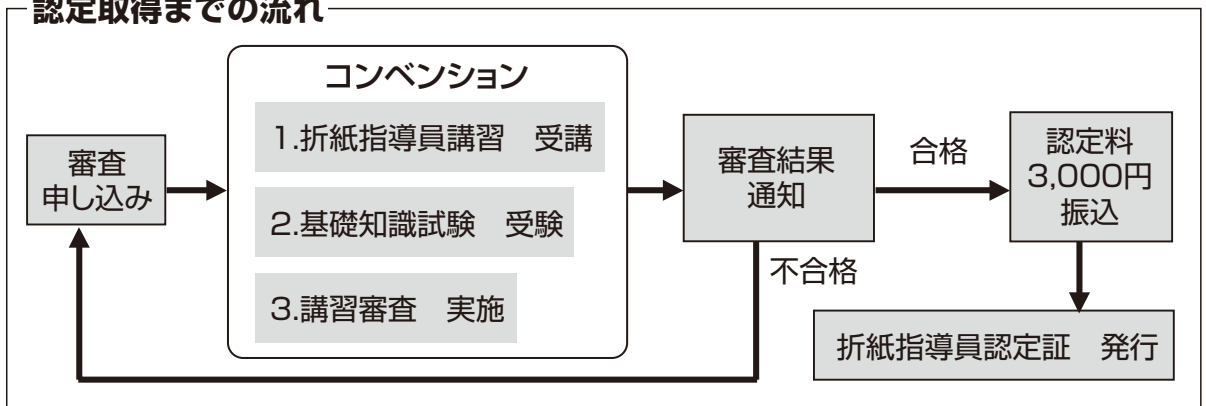 認定取得までの流れ
審査
申し込み
コンベンション
1.折紙指導員講習　受講
2.基礎知識試験　受験
3.講習審査　実施
審査結果
通知
合格
不合格
認定料
3,000円
振込
折紙指導員認定証　発行